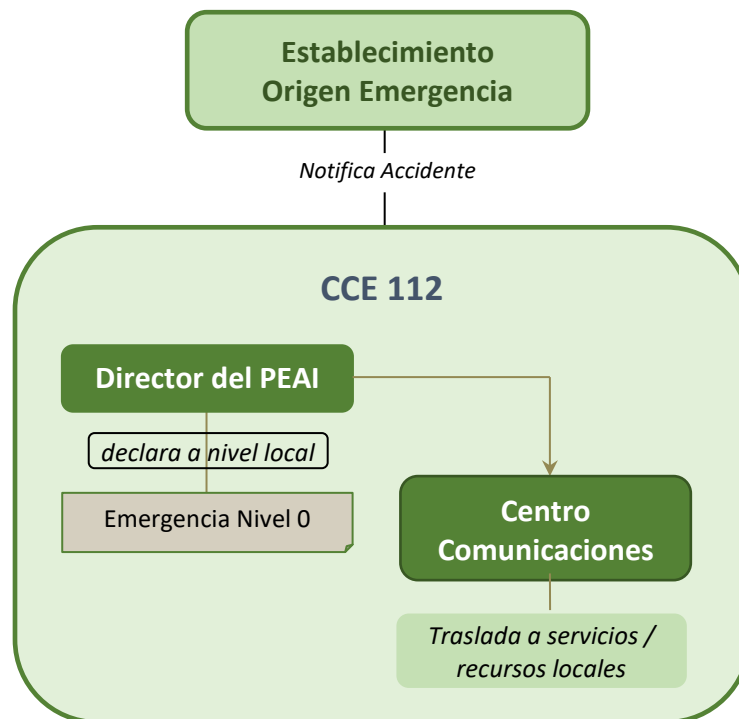 Establecimiento
Origen Emergencia
Notifica Accidente
CCE 112
Director del PEAI
declara a nivel local
Emergencia Nivel 0
Centro
Comunicaciones
Traslada a servicios /
recursos locales